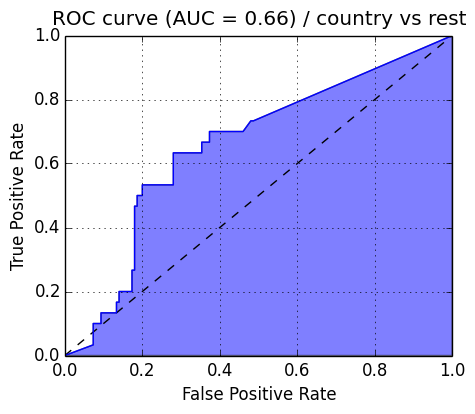 ROC curve (AUC = 0.66) / country vs rest
1.0
0.8
0.6
0.4
0.2
0.0
True Positive Rate
0.0 0.2 0.4 0.6 0.8 1.0
False Positive Rate